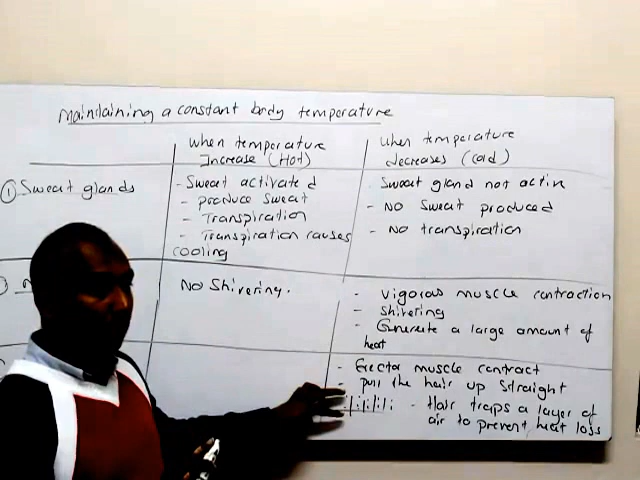 Maintaining a constant body temperature
When temperature
Increase (Hot)
When temperature
decreases (cold)
① Sweat glands
- Sweat activated
- produce sweat
- Transpiration
- Transpiration causes
cooling
. Sweat gland not activ
- No Sweat produced
- No transpiration
No Shivering.
- vigorous muscle contraction
- shivering
- Generate a large amount of
heat
- Erector muscle contract
- pull the hair up straight
- Hair traps a layer of
air to prevent heat loss